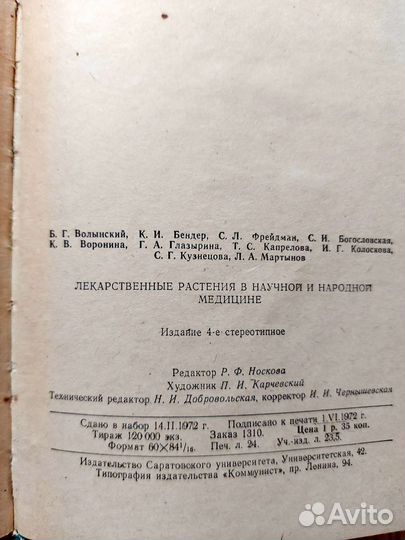 Б. Г. Волынский, К. И. Бендер, С. Л. Фрейдман, С. И. Богословская,
К. В. Воронина, Г. А. Глазырина, Т. С. Капрелова, И. Г. Колоскова,
С. Г. Кузнецова, Л. А. Мартынов
ЛЕКАРСТВЕННЫЕ РАСТЕНИЯ В НАУЧНОЙ И НАРОДНОЙ
МЕДИЦИНЕ
Издание 4-е стереотипное
Редактор Р. Ф. Носкова
Художник Л. И. Карчевский
Технический редактор Н. И. Добровольская, корректор И. И. Чернышевская
Сдано в набор 14.II.1972 г. Подписано к печати 1.VI.1972 г.
Тираж 120 000 экз. Заказ 1310. Цена 1 р. 35 коп.
Формат 60×84¹/₁₆. Печ. л. 24. Уч.-изд. л. 23,5.
Издательство Саратовского университета, Университетская, 42.
Типография издательства «Коммунист», пр. Ленина, 94.
Avito